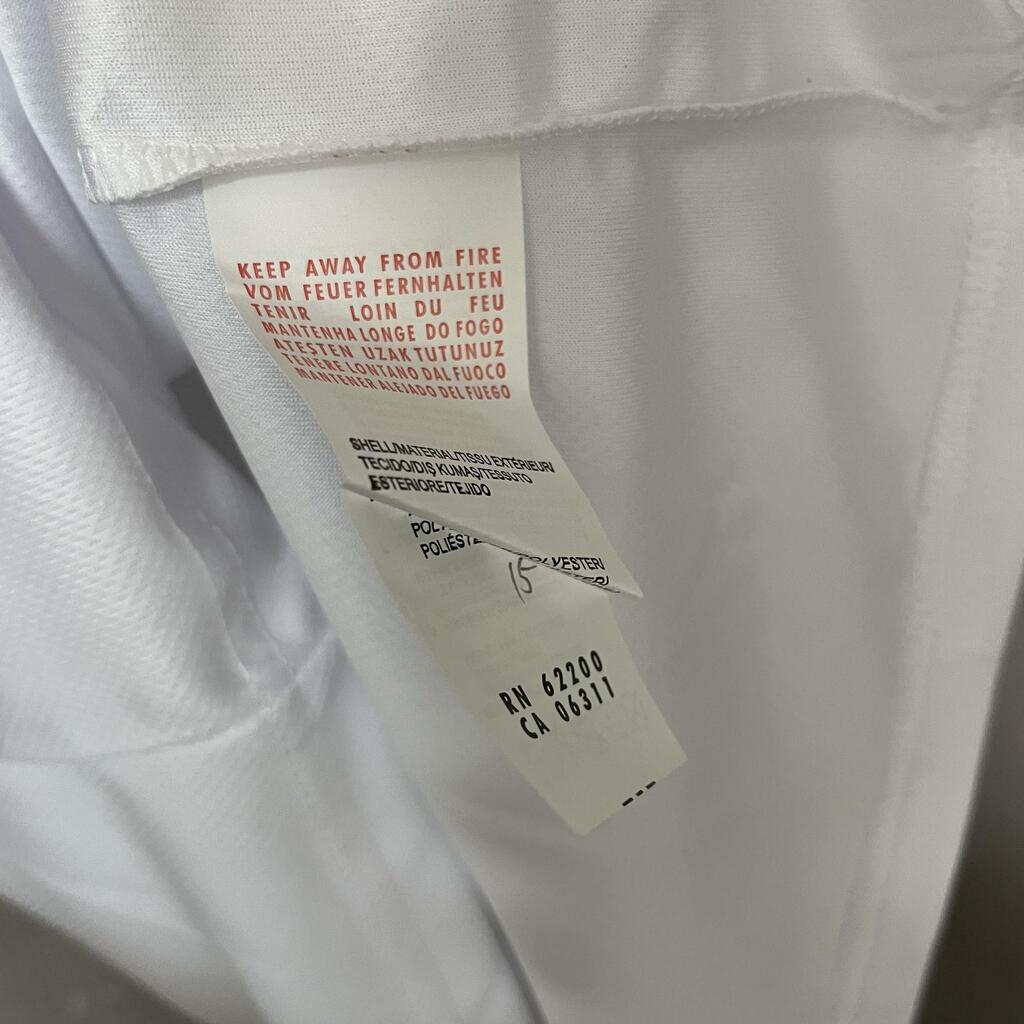 KEEP AWAY FROM FIRE
VOM FEUER FERNHALTEN
TENIR LOIN DU FEU
MANTENHA LONGE DO FOGO
ATEŞTEN UZAK TUTUNUZ
TENERE LONTANO DAL FUOCO
MANTENER ALEJADO DEL FUEGO
SHELL/MATERIAL/TISSU EXTÉRIEUR/
TECIDO/DIŞ KUMAŞ/TESSUTO
ESTERIORE/TEJIDO
15
RN 62200
CA 06311